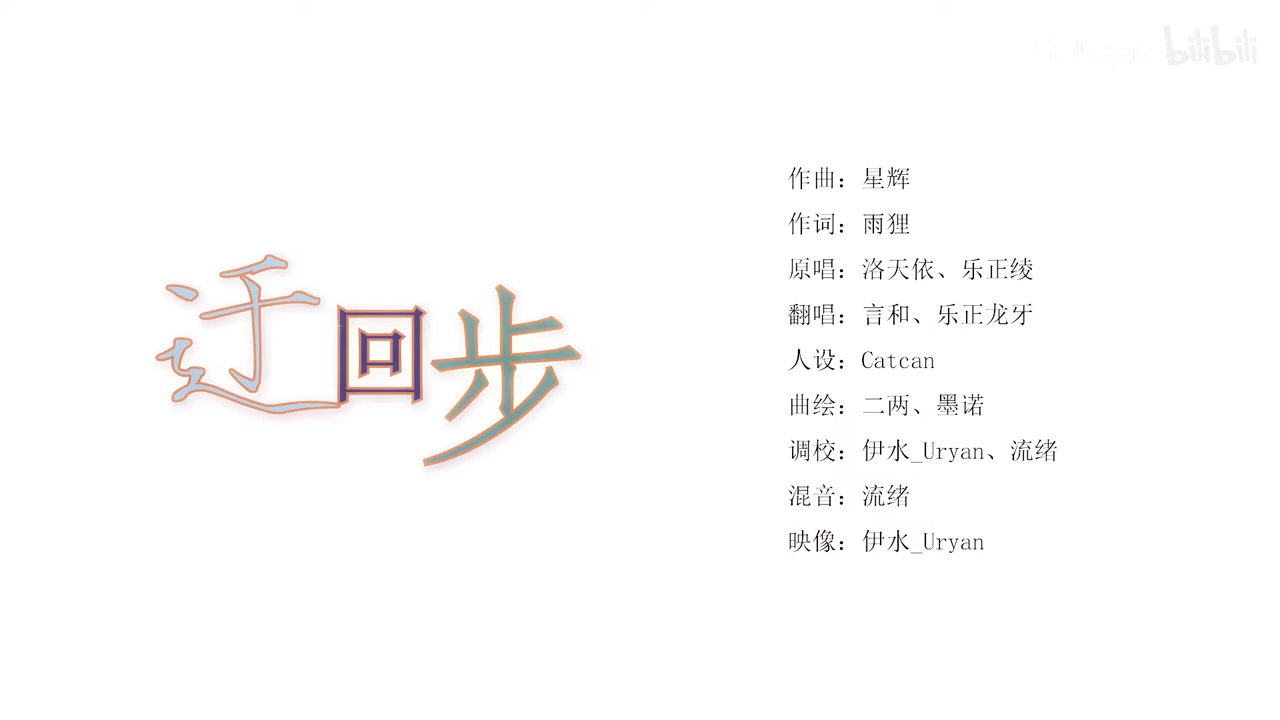 bilibili
迂回步
作曲：星辉
作词：雨狸
原唱：洛天依、乐正绫
翻唱：言和、乐正龙牙
人设：Catcan
曲绘：二两、墨诺
调校：伊水_Uryan、流绪
混音：流绪
映像：伊水_Uryan